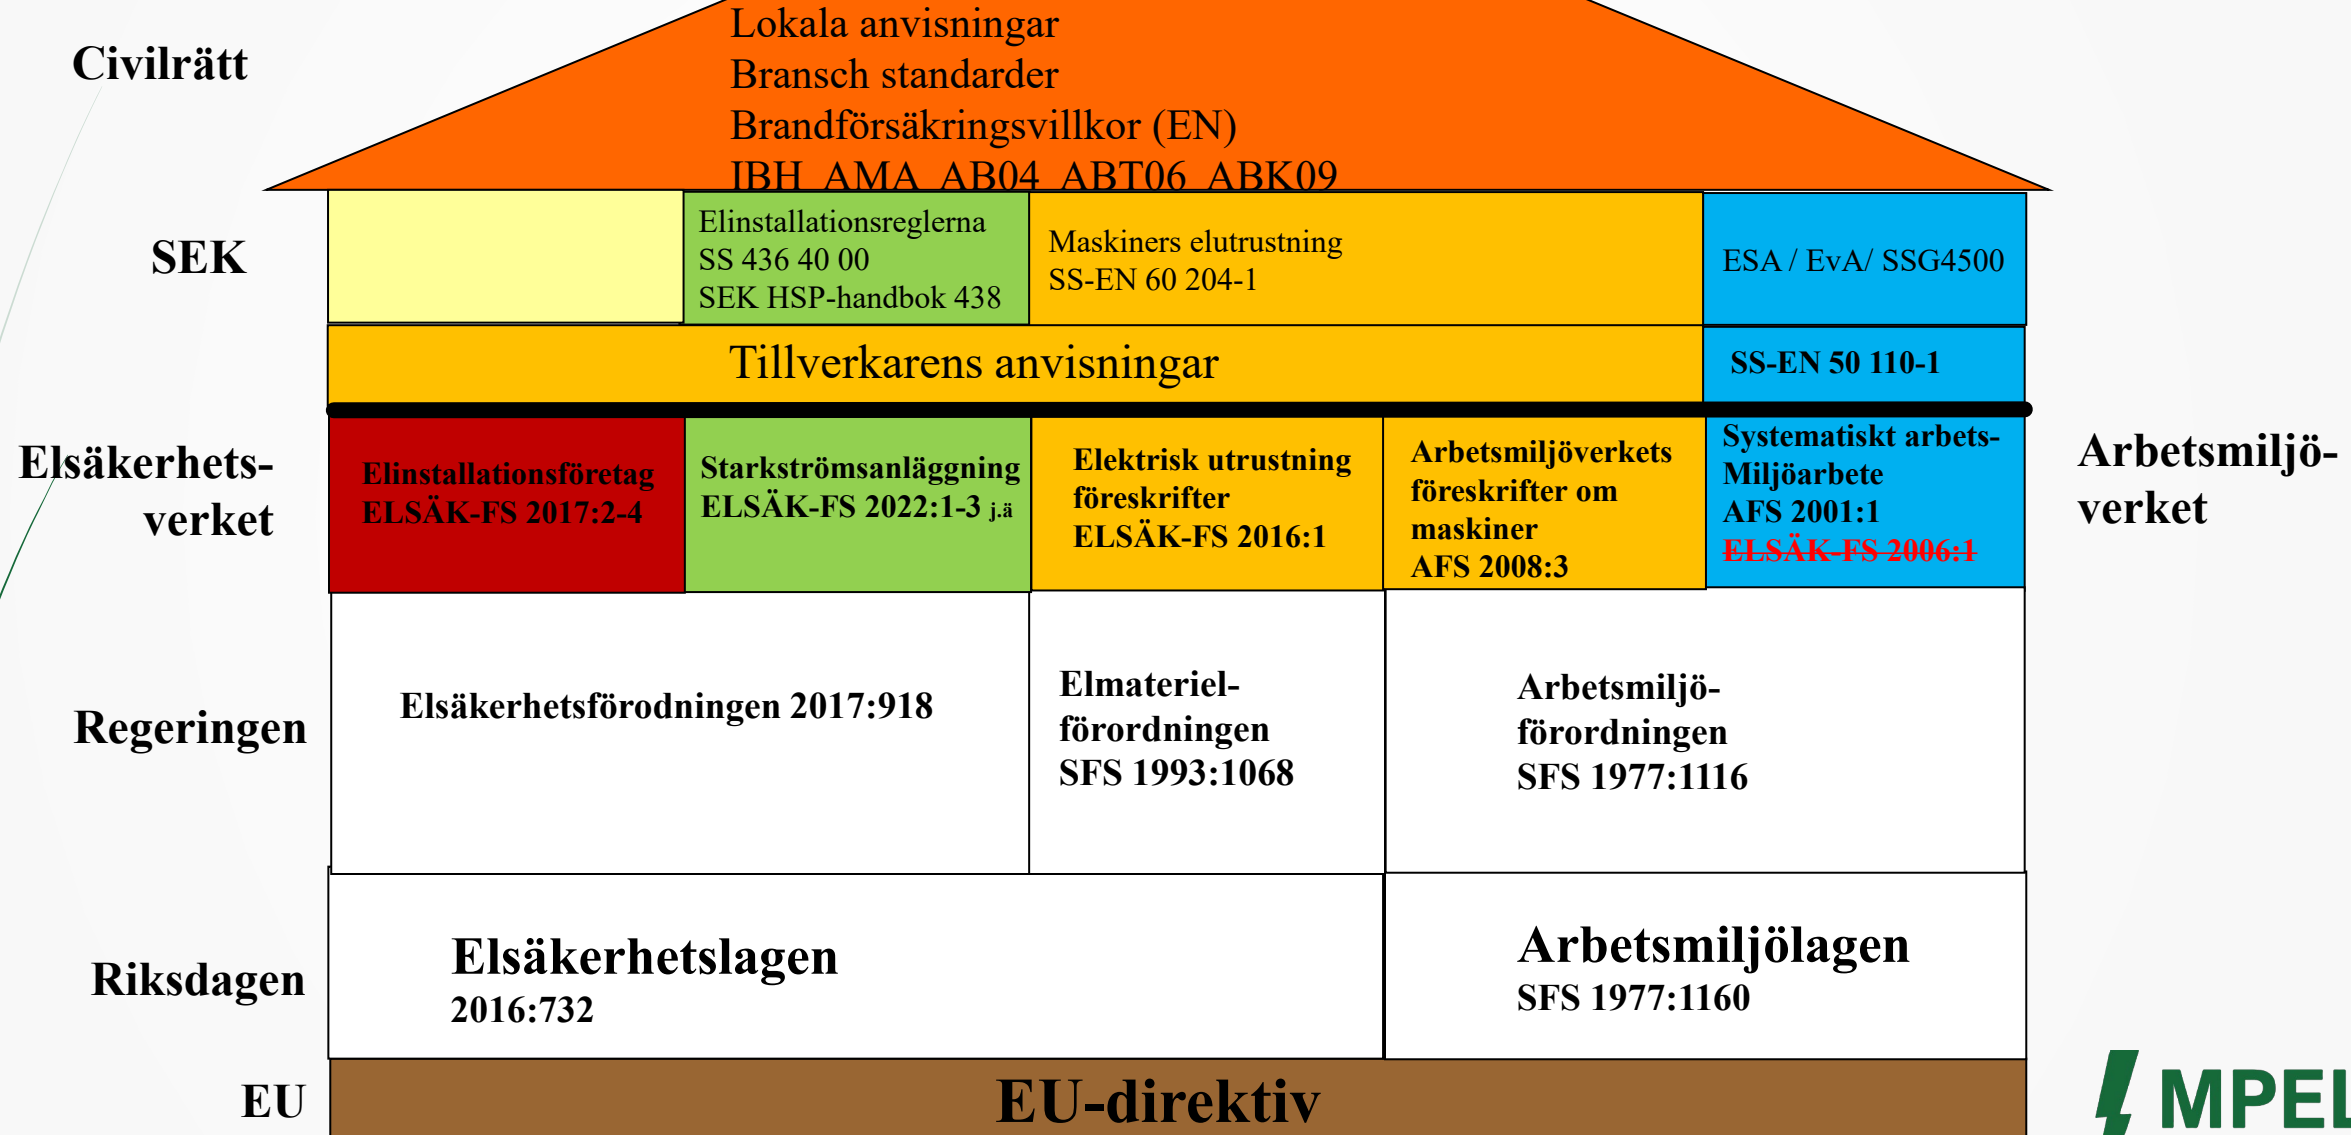 Civilrätt
Lokala anvisningar
Bransch standarder
Brandförsäkringsvillkor (EN)
IBH AMA AB04 ABT06 ABK09
SEK
Elinstallationsreglerna
SS 436 40 00
SEK HSP-handbok 438
Maskiners elutrustning
SS-EN 60 204-1
ESA / EvA/ SSG4500
Tillverkarens anvisningar
SS-EN 50 110-1
Elsäkerhets-
verket
Elinstallationsföretag
ELSÄK-FS 2017:2-4
Starkströmsanläggning
ELSÄK-FS 2022:1-3 j.ä
Elektrisk utrustning
föreskrifter
ELSÄK-FS 2016:1
Arbetsmiljöverkets
föreskrifter om
maskiner
AFS 2008:3
Systematiskt arbets-
Miljöarbete
AFS 2001:1
ELSÄK-FS 2006:1
Arbetsmiljö-
verket
Regeringen
Elsäkerhetsförodningen 2017:918
Elmateriel-
förordningen
SFS 1993:1068
Arbetsmiljö-
förordningen
SFS 1977:1116
Riksdagen
Elsäkerhetslagen
2016:732
Arbetsmiljölagen
SFS 1977:1160
EU
EU-direktiv
MPEL